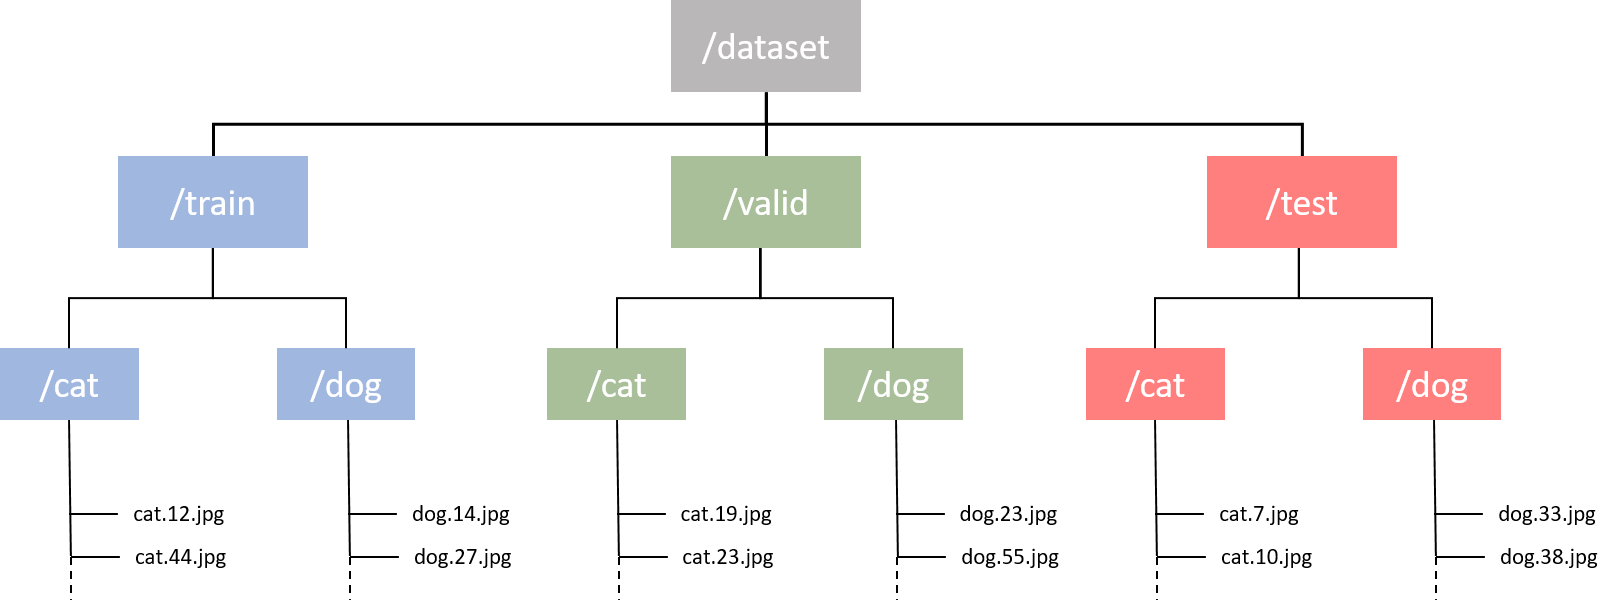 /dataset
/train
/valid
/test
/cat
/dog
/cat
/dog
/cat
/dog
cat.12.jpg
dog.14.jpg
cat.19.jpg
dog.23.jpg
cat.7.jpg
dog.33.jpg
cat.44.jpg
dog.27.jpg
cat.23.jpg
dog.55.jpg
cat.10.jpg
dog.38.jpg